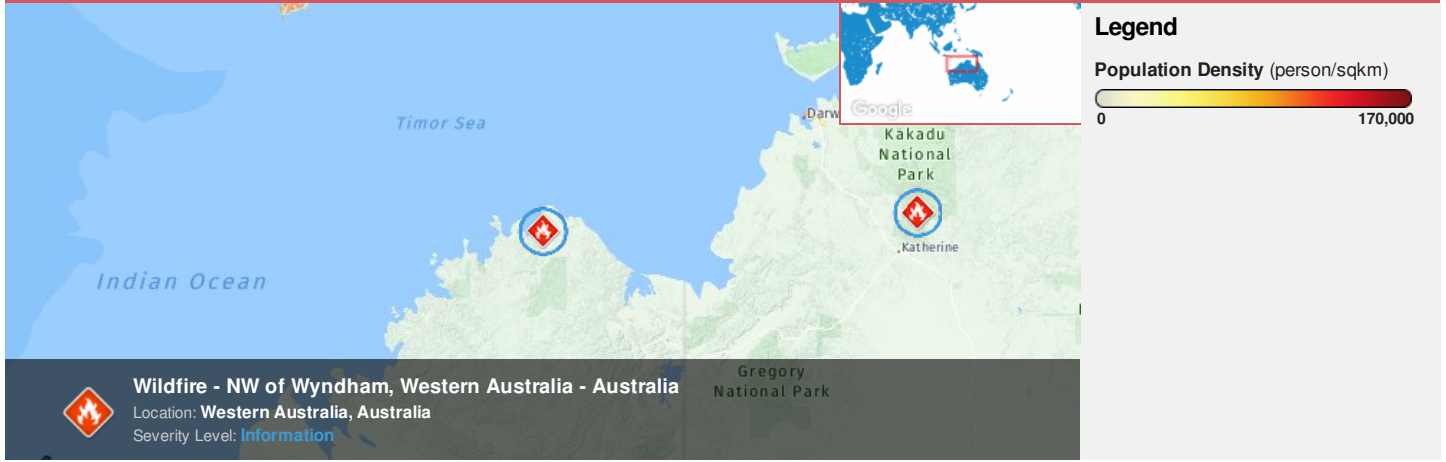 Timor Sea
Indian Ocean
Darw
Google
Kakadu
National
Park
Katherine
Gregory
National Park
Wildfire - NW of Wyndham, Western Australia - Australia
Location: Western Australia, Australia
Severity Level: Information
Legend
Population Density (person/sqkm)
0 170,000